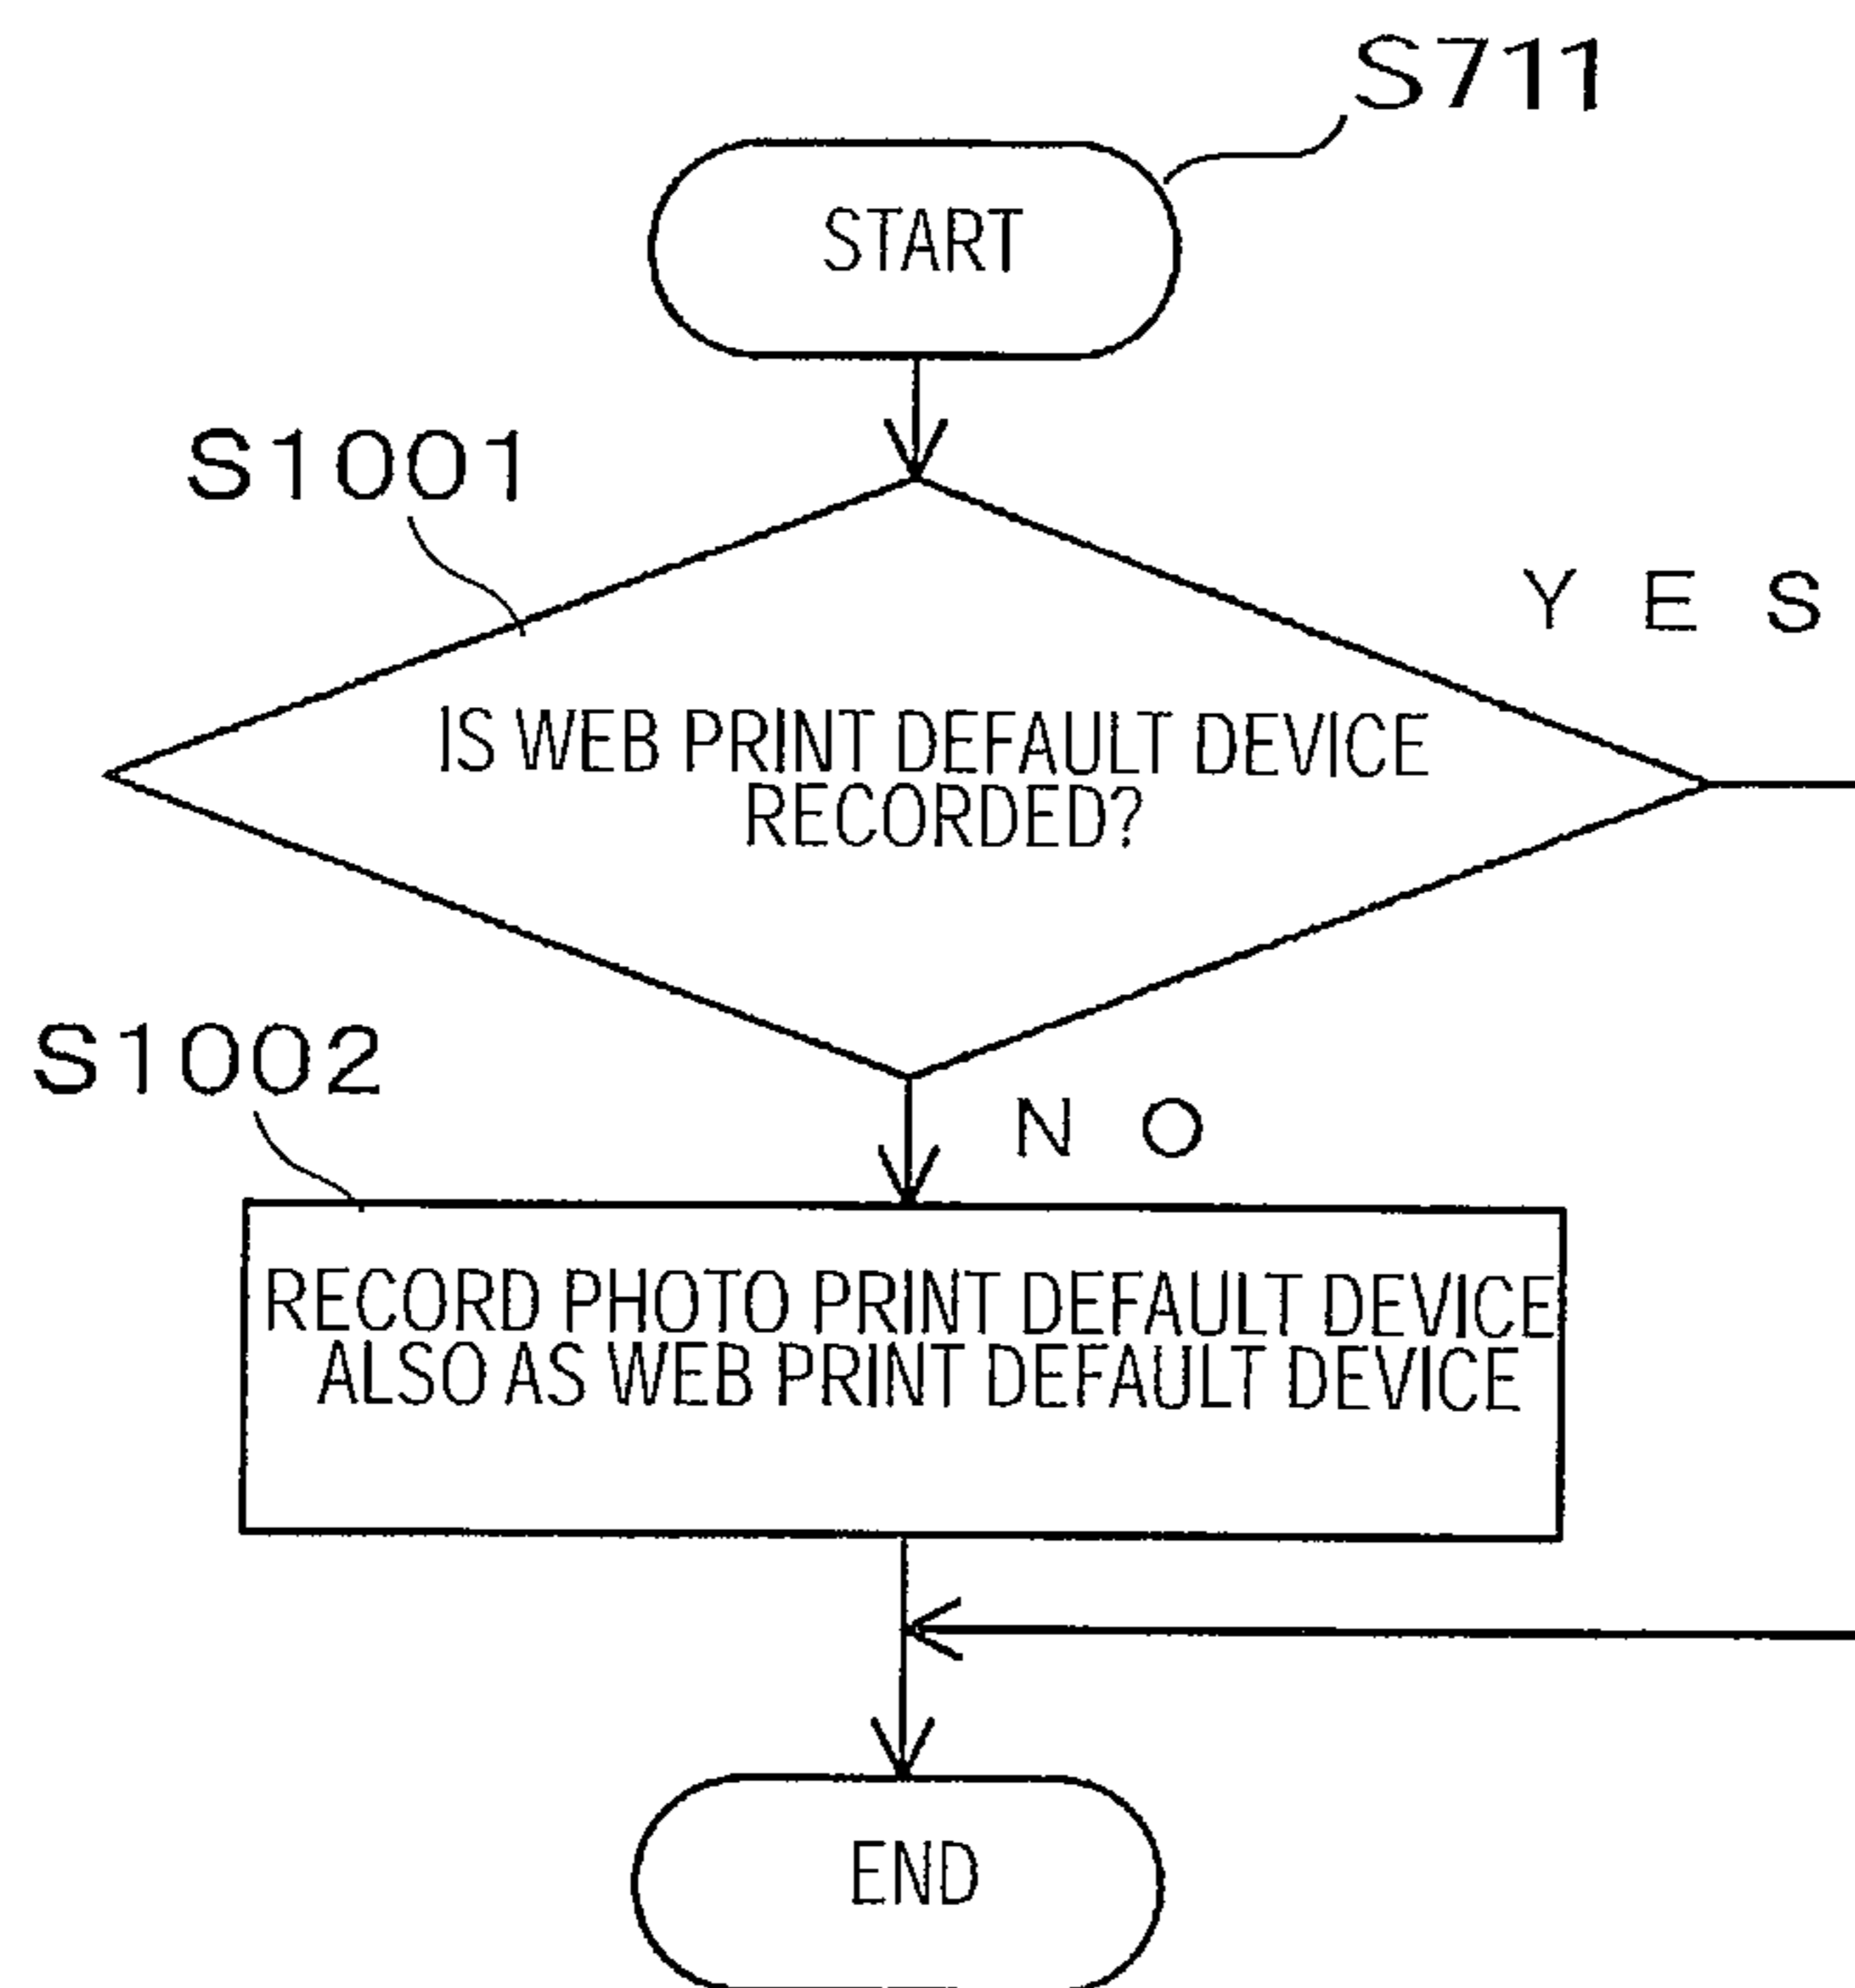 S711
START
S1001
YES
IS WEB PRINT DEFAULT DEVICE
RECORDED?
S1002
NO
RECORD PHOTO PRINT DEFAULT DEVICE
ALSO AS WEB PRINT DEFAULT DEVICE
END